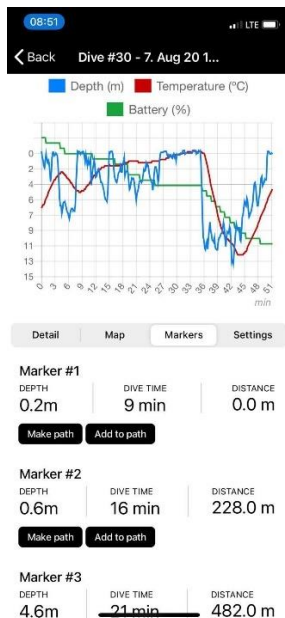 08:51
LTE
Back Dive #30 - 7. Aug 20 1...
Depth (m) Temperature (ºC)
Battery (%)
0
2
4
6
7
9
11
13
15
0 3 6 9 12 15 18 21 24 27 30 33 36 39 42 45 48 51
min
Detail Map Markers Settings
Marker #1
DEPTH DIVE TIME DISTANCE
0.2m 9 min 0.0 m
Make path Add to path
Marker #2
DEPTH DIVE TIME DISTANCE
0.6m 16 min 228.0 m
Make path Add to path
Marker #3
DEPTH DIVE TIME DISTANCE
4.6m 21 min 482.0 m